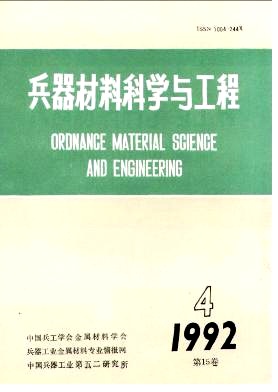 ISSN 1004-244X
兵器材料科学与工程
ORDNANCE MATERIAL SCIENCE
AND ENGINEERING
4
1992
第15卷
中国兵工学会金属材料学会
兵器工业金属材料专业情报网
中国兵器工业第五二研究所